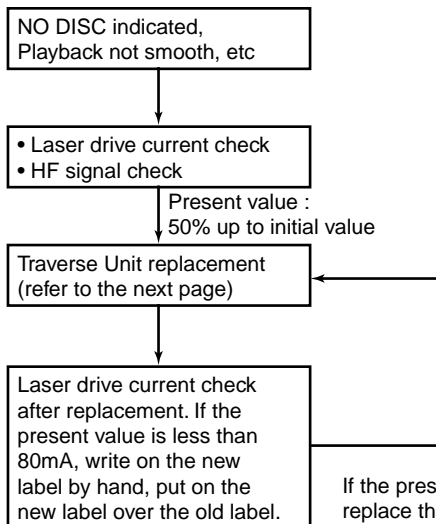 NO DISC indicated,
Playback not smooth, etc
• Laser drive current check
• HF signal check
Present value :
50% up to initial value
Traverse Unit replacement
(refer to the next page)
Laser drive current check
after replacement. If the
present value is less than
80mA, write on the new
label by hand, put on the
new label over the old label.
If the
replace